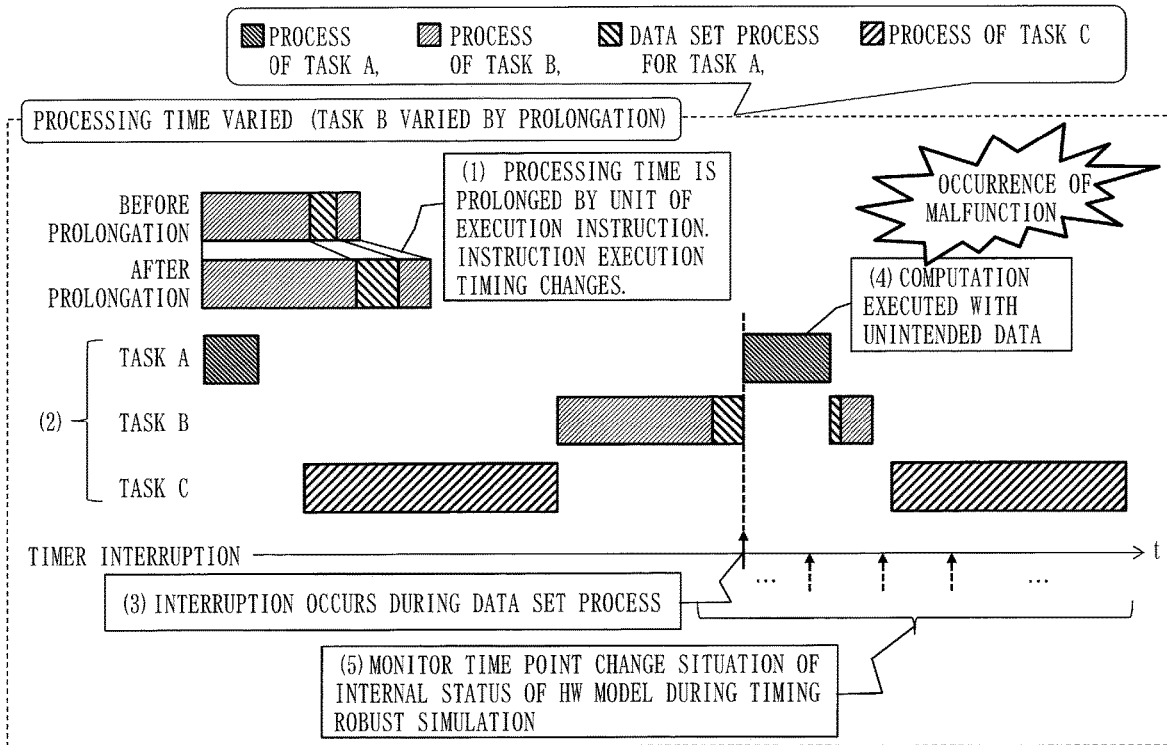 PROCESS OF TASK A,
PROCESS OF TASK B,
DATA SET PROCESS FOR TASK A,
PROCESS OF TASK C
PROCESSING TIME VARIED (TASK B VARIED BY PROLONGATION)
BEFORE
PROLONGATION
AFTER
PROLONGATION
(1) PROCESSING TIME IS
PROLONGED BY UNIT OF
EXECUTION INSTRUCTION.
INSTRUCTION EXECUTION
TIMING CHANGES.
OCCURRENCE OF
MALFUNCTION
(4) COMPUTATION
EXECUTED WITH
UNINTENDED DATA
(2)
TASK A
TASK B
TASK C
TIMER INTERRUPTION
t
... ...
(3) INTERRUPTION OCCURS DURING DATA SET PROCESS
(5) MONITOR TIME POINT CHANGE SITUATION OF
INTERNAL STATUS OF HW MODEL DURING TIMING
ROBUST SIMULATION